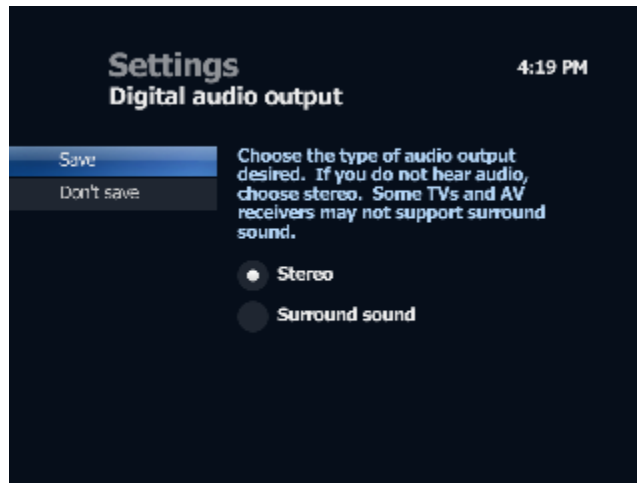 Settings
4:19 PM
Digital audio output
Save
Don't save
Choose the type of audio output
desired. If you do not hear audio,
choose stereo. Some TVs and AV
receivers may not support surround
sound.
Stereo
Surround sound